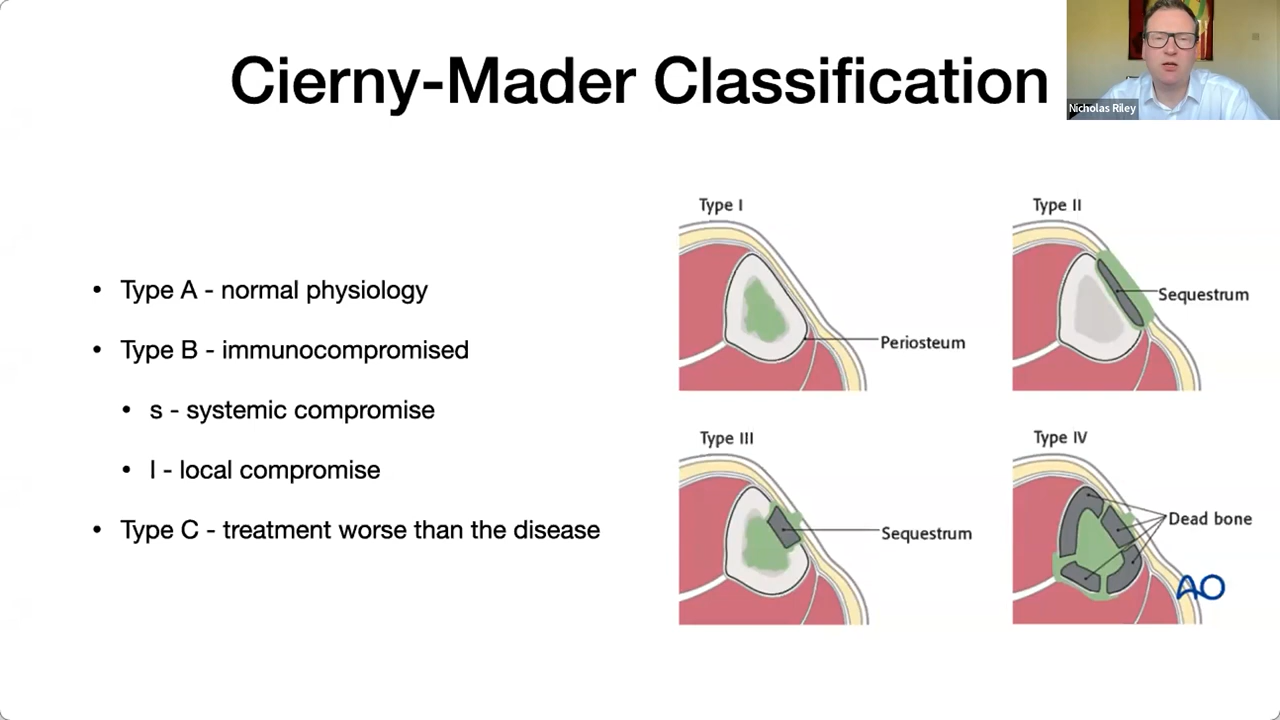 Cierny-Mader Classification
Nicholas Riley
• Type A - normal physiology
• Type B - immunocompromised
• s - systemic compromise
• l - local compromise
• Type C - treatment worse than the disease
Type I
Periosteum
Type II
Sequestrum
Type III
Sequestrum
Type IV
Dead bone
AO